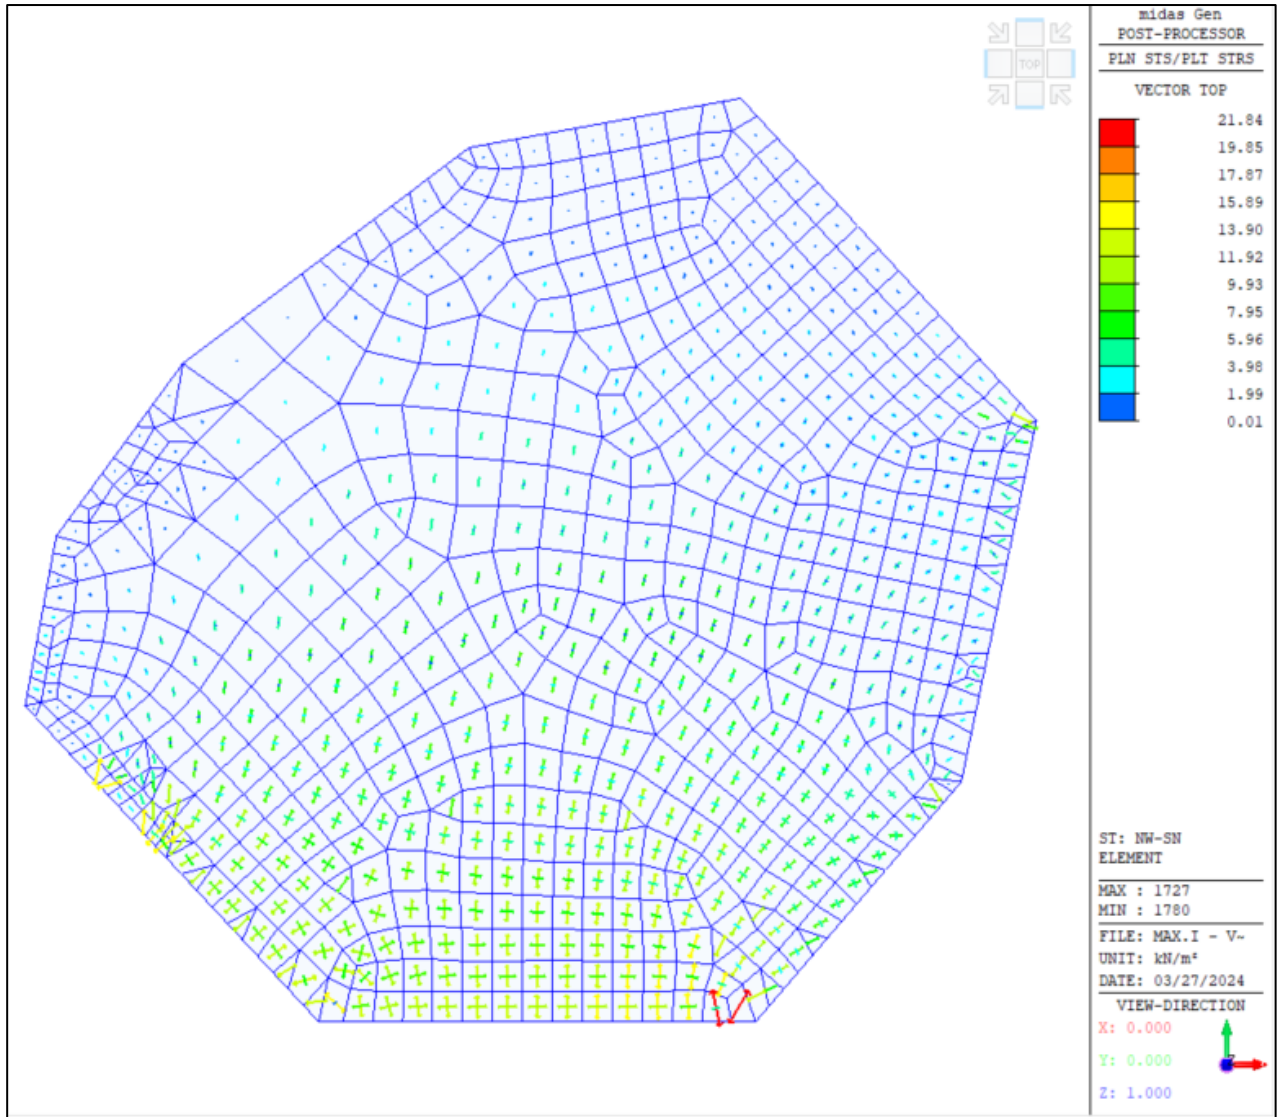 TOP
midas Gen
POST-PROCESSOR
PLN STS/PLT STRS
VECTOR TOP
21.84
19.85
17.87
15.89
13.90
11.92
9.93
7.95
5.96
3.98
1.99
0.01
ST: NW-SN
ELEMENT
MAX : 1727
MIN : 1780
FILE: MAX.I - V~
UNIT: kN/m²
DATE: 03/27/2024
VIEW-DIRECTION
X: 0.000
Y: 0.000
Z: 1.000
Z